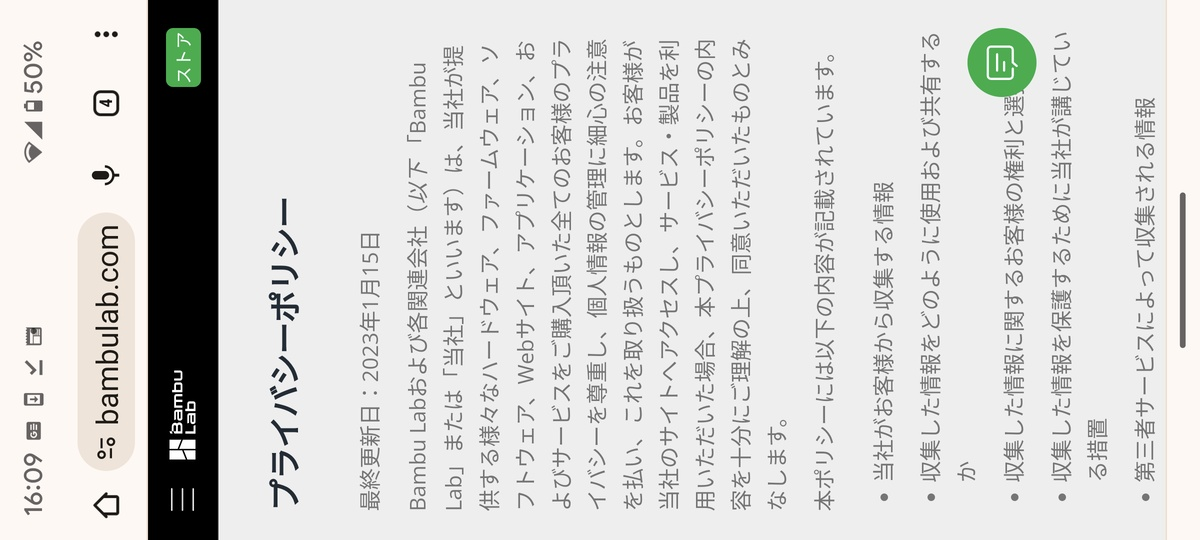 16:09
50%
bambulab.com
4
Bambu
Lab
ストア
プライバシーポリシー
最終更新日：2023年1月15日
Bambu Labおよび各関連会社（以下「Bambu
Lab」または「当社」といいます）は、当社が提
供する様々なハードウェア、ファームウェア、ソ
フトウェア、Webサイト、アプリケーション、お
よびサービスをご購入頂いた全てのお客様のプラ
イバシーを尊重し、個人情報の管理に細心の注意
を払い、これを取り扱うものとします。お客様が
当社のサイトへアクセスし、サービス・製品を利
用いただいた場合、本プライバシーポリシーの内
容を十分にご理解の上、同意いただいたものとみ
なします。
本ポリシーには以下の内容が記載されています。
• 当社がお客様から収集する情報
• 収集した情報をどのように使用および共有する
か
• 収集した情報に関するお客様の権利と選
• 収集した情報を保護するために当社が講じてい
る措置
• 第三者サービスによって収集される情報